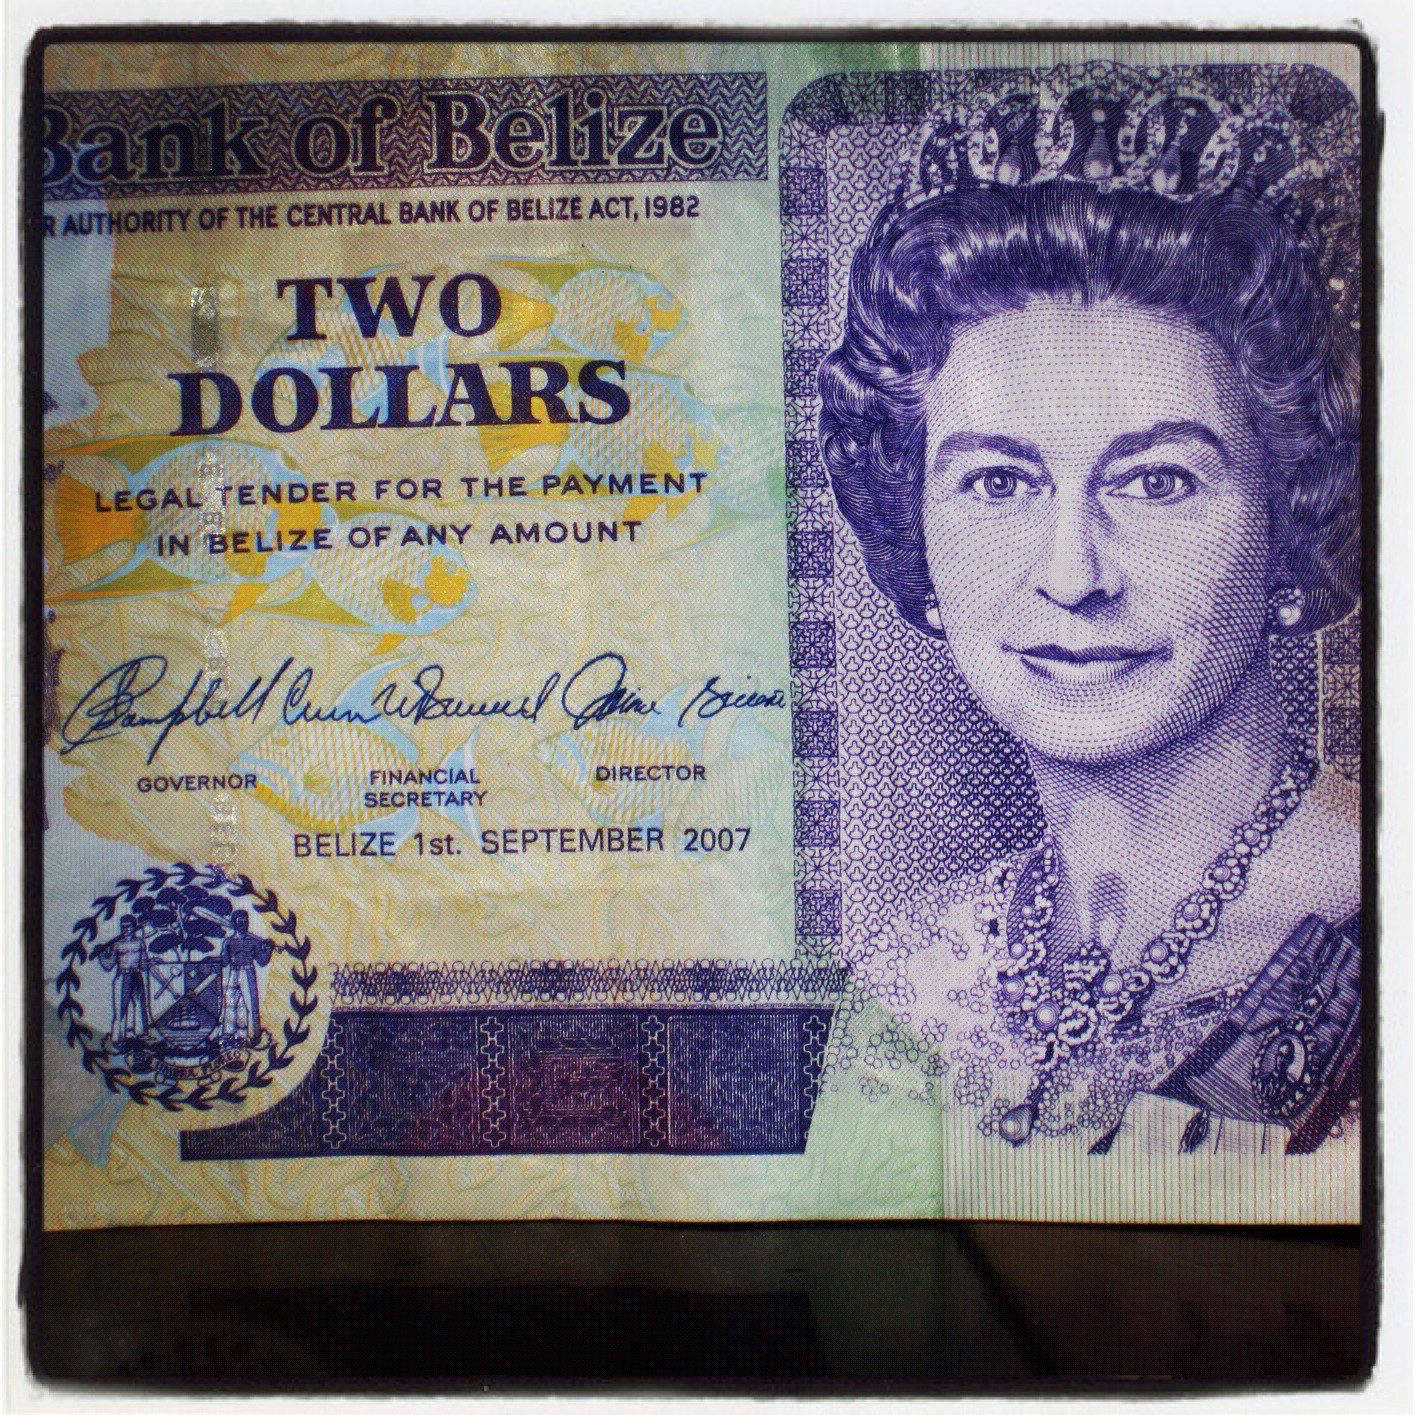 Bank of Belize
R AUTHORITY OF THE CENTRAL BANK OF BELIZE ACT, 1982
TWO
DOLLARS
LEGAL TENDER FOR THE PAYMENT
IN BELIZE OF ANY AMOUNT
GOVERNOR
FINANCIAL
SECRETARY
DIRECTOR
BELIZE 1st. SEPTEMBER 2007